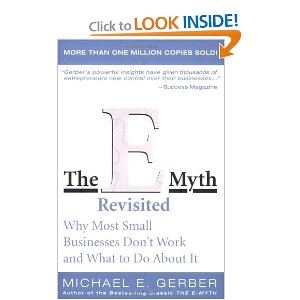 Click to LOOK INSIDE!
MORE THAN ONE MILLION COPIES SOLD!
"Gerber's powerful insights have given thousands of
entrepreneurs new control over their businesses..."
—Success Magazine
The E Myth
Revisited
Why Most Small
Businesses Don't Work
and What to Do About It
MICHAEL E. GERBER
Author of the Bestselling Classic THE E-MYTH